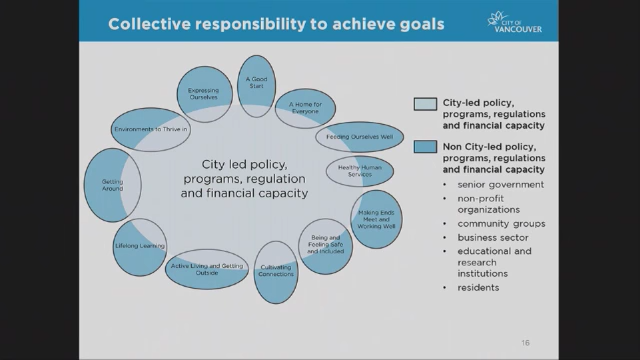 Collective responsibility to achieve goals
CITY OF
VANCOUVER
A Good
Start
Expressing
Ourselves
A Home for
Everyone
Environments to Thrive in
Feeding Ourselves Well
Healthy Human
Services
Getting
Around
Making Ends
Meet and
Working Well
Lifelong Learning
Being and
Feeling Safe
and Included
Active Living and Getting
Outside
Cultivating
Connections
City led policy,
programs, regulation
and financial capacity
City-led policy,
programs, regulations
and financial capacity
Non City-led policy,
programs, regulations
and financial capacity
• senior government
• non-profit
organizations
• community groups
• business sector
• educational and
research
institutions
• residents
16